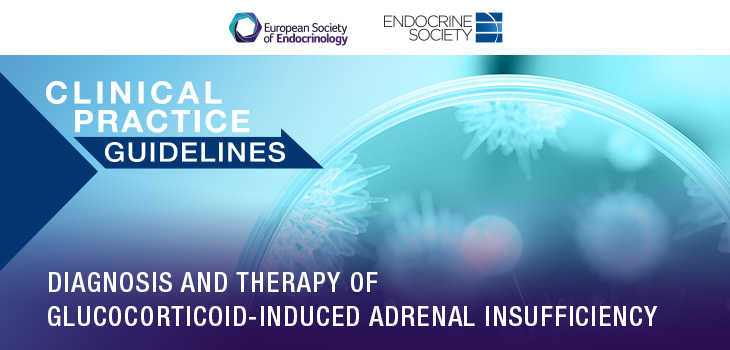 European Society
of Endocrinology
ENDOCRINE
SOCIETY
CLINICAL
PRACTICE
GUIDELINES
DIAGNOSIS AND THERAPY OF
GLUCOCORTICOID-INDUCED ADRENAL INSUFFICIENCY